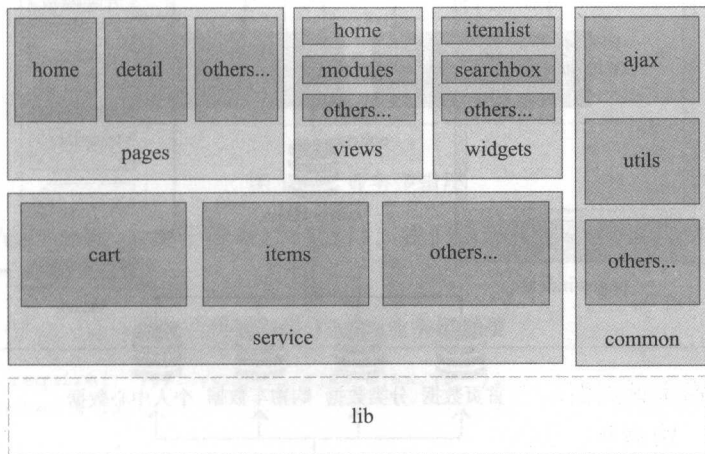 home
detail
others...
pages
home
modules
others...
views
itemlist
searchbox
others...
widgets
ajax
utils
others...
common
cart
items
others...
service
lib